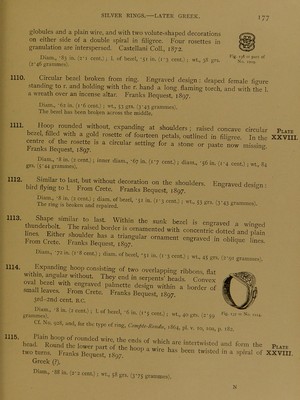 SILVER RINGS.—LATER GREEK. 177
globules and a plain wire, and with two volute-shaped decorations
on either side of a double spiral in filigree. Four rosettes in
granulation are interspersed. Castellani Coll., 1872.
Diam., ·85 in. (2·1 cent.); l. of bezel, ·51 in. (1·3 cent.); wt., 38 grs.
(2·46 grammes).
1110. Circular bezel broken from ring. Engraved design: draped female figure
standing to r. and holding with the r. hand a long flaming torch, and with the l.
a wreath over an incense altar. Franks Bequest, 1897.
Diam., ·62 in. (1·6 cent.); wt., 53 grs. (3·43 grammes).
The bezel has been broken across the middle.
1111. Hoop rounded without, expanding at shoulders; raised concave circular
bezel, filled with a gold rosette of fourteen petals, outlined in filigree. In the
centre of the rosette is a circular setting for a stone or paste now missing.
Franks Bequest, 1897.
PLATE
XXVIII.
Diam., ·8 in. (2 cent.); inner diam., ·67 in. (1·7 cent.); diam., ·56 in. (1·4 cent.); wt., 84
grs. (5·44 grammes).
1112. Similar to last, but without decoration on the shoulders. Engraved design:
bird flying to l. From Crete. Franks Bequest, 1897.
Diam., ·8 in. (2 cent.); diam. of bezel, ·51 in. (1·3 cent.); wt., 53 grs. (3·43 grammes).
The ring is broken and repaired.
1113. Shape similar to last. Within the sunk bezel is engraved a winged
thunderbolt. The raised border is ornamented with concentric dotted and plain
lines. Either shoulder has a triangular ornament engraved in oblique lines.
From Crete. Franks Bequest, 1897.
Diam., ·72 in. (1·8 cent.); diam. of bezel, ·51 in. (1·3 cent.); wt., 45 grs.
1114. Expanding hoop consisting of two overlapping ribbons, flat
within, angular without. They end in serpents' heads. Convex
oval bezel with engraved palmette design within a border of
small leaves. From Crete. Franks Bequest, 1897.
3rd–2nd cent. B.C.
Diam., ·8 in. (2 cent.); l. of bezel, ·6 in. (1·5 cent.); wt., 40 grs.
Cf. No. 926, and, for the type of ring, Compte-Rendu, 1864, pl. v. 10, 10a, p. 182.
1115. Plain hoop of rounded wire, the ends of which are intertwined and form the
bezel. Round the lower part of the hoop a wire has been twisted in a spiral of
two turns. Franks Bequest, 1897.
PLATE
XXVIII.
Greek (?).
Diam., ·88 in. (2·2 cent.); wt., 58 grs. (3·75 grammes).